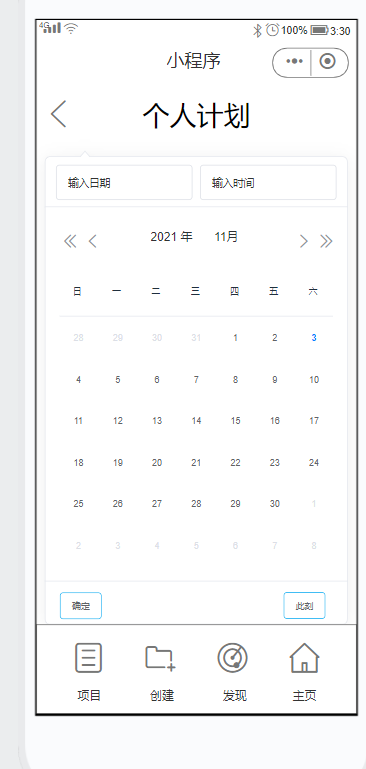 4G 100% 3:30
小程序
个人计划
输入日期 输入时间
2021 年 11月
日 一 二 三 四 五 六
28 29 30 31 1 2 3
4 5 6 7 8 9 10
11 12 13 14 15 16 17
18 19 20 21 22 23 24
25 26 27 28 29 30 1
2 3 4 5 6 7 8
确定 此刻
项目 创建 发现 主页